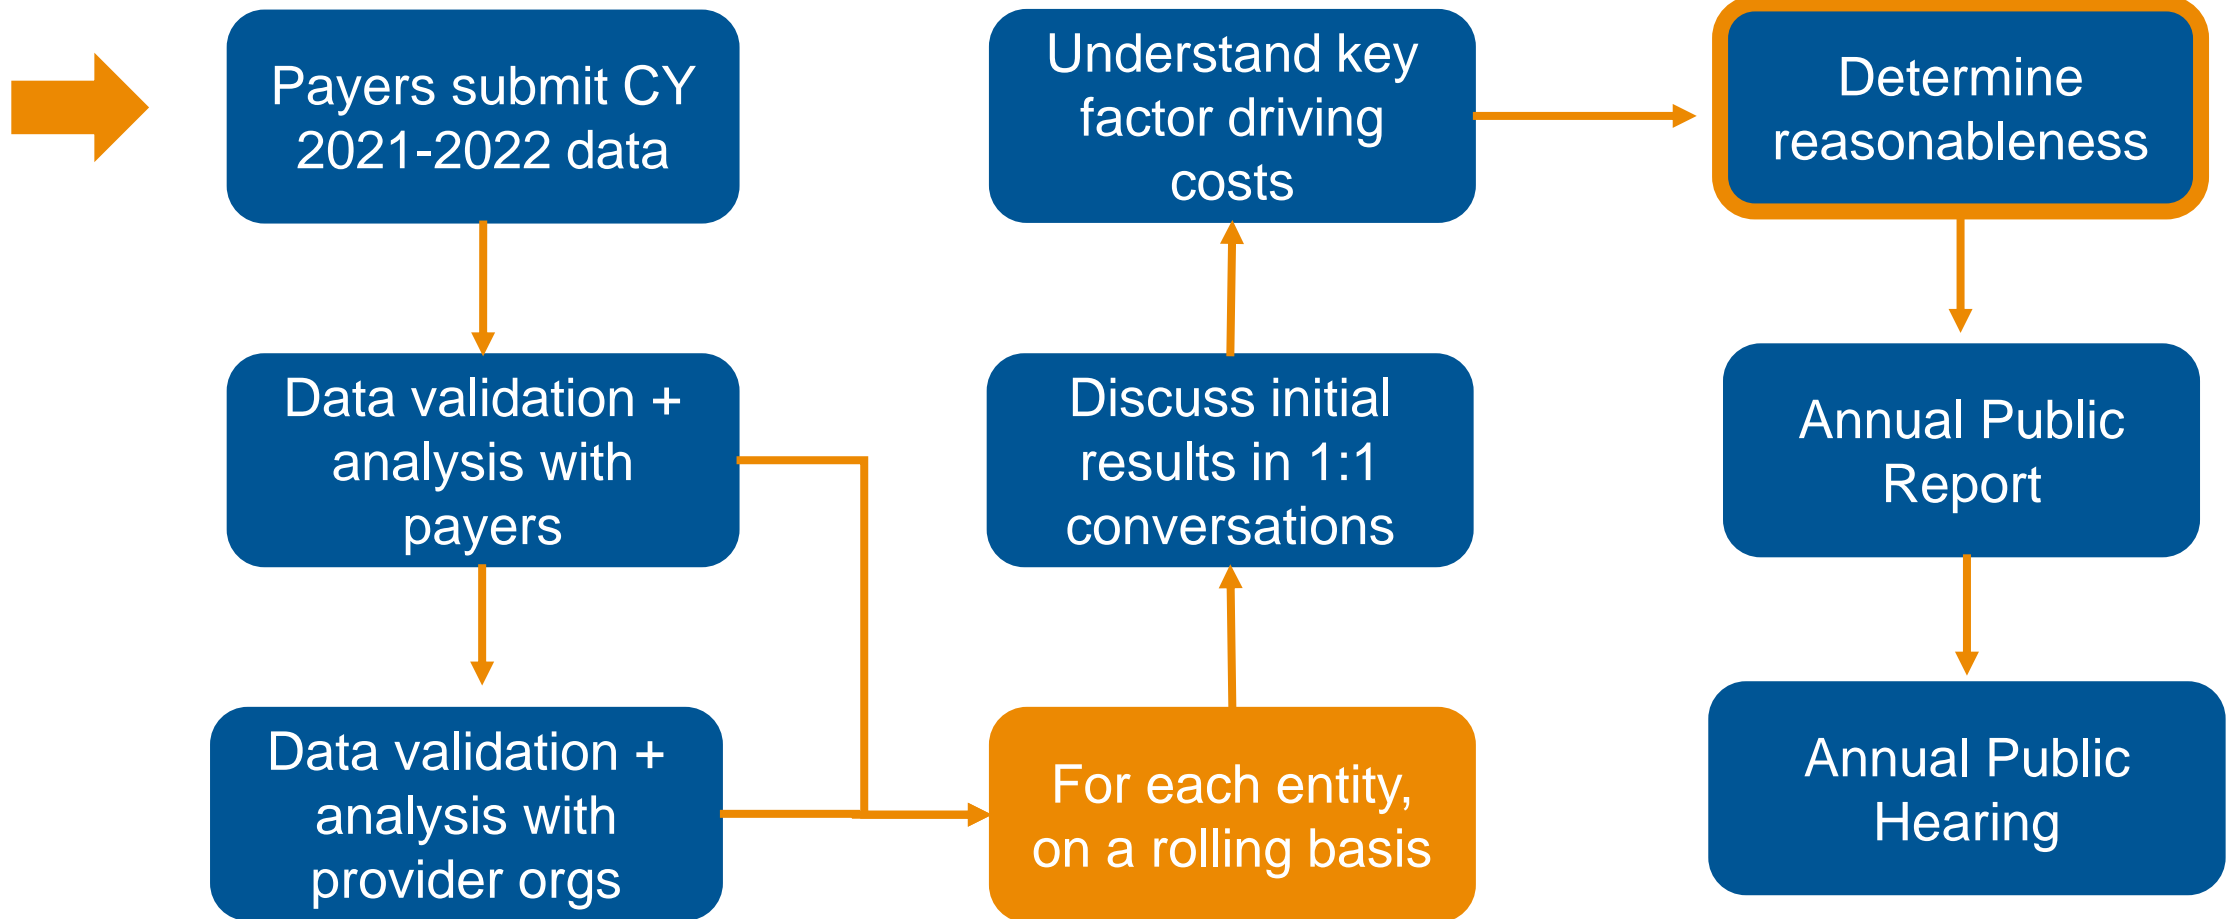 Payers submit CY
2021-2022 data
Data validation +
analysis with
payers
Data validation +
analysis with
provider orgs
For each entity,
on a rolling basis
Discuss initial
results in 1:1
conversations
Understand key
factor driving
costs
Determine
reasonableness
Annual Public
Report
Annual Public
Hearing